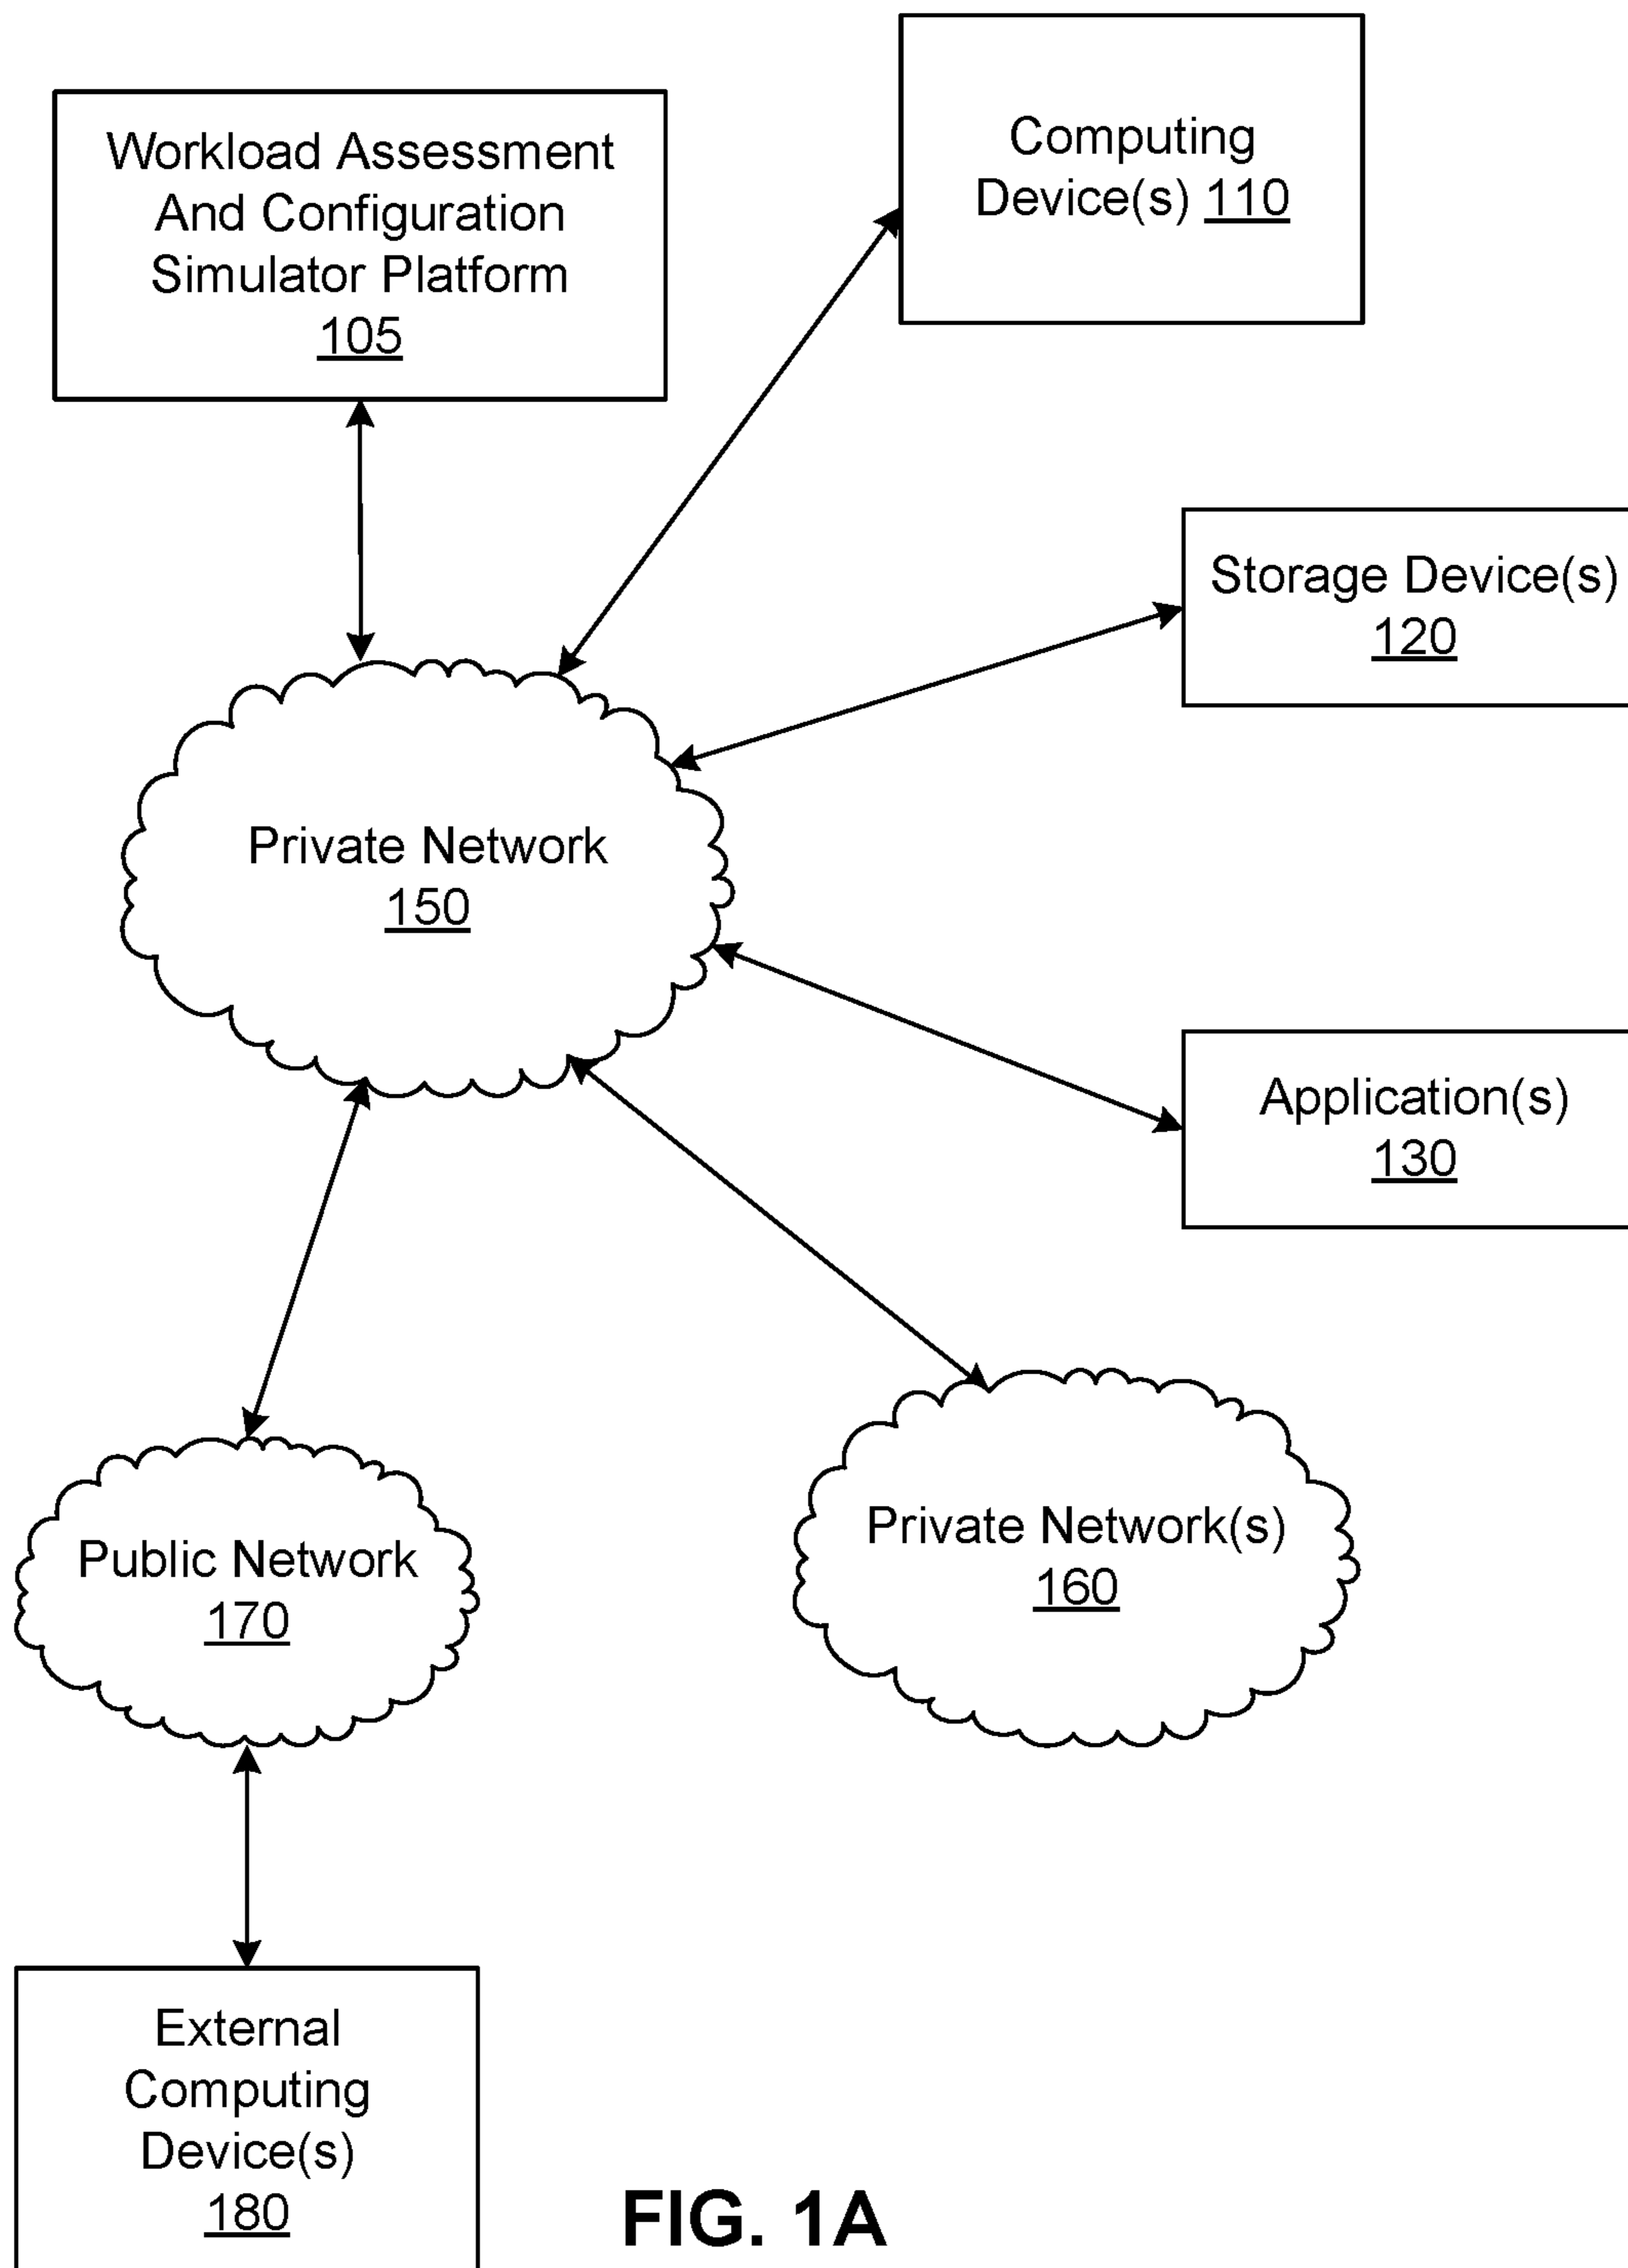 Workload Assessment
And Configuration
Simulator Platform
105
Computing
Device(s) 110
Storage Device(s)
120
Private Network
150
Application(s)
130
Private Network(s)
160
Public Network
170
External
Computing
Device(s)
180
FIG. 1A